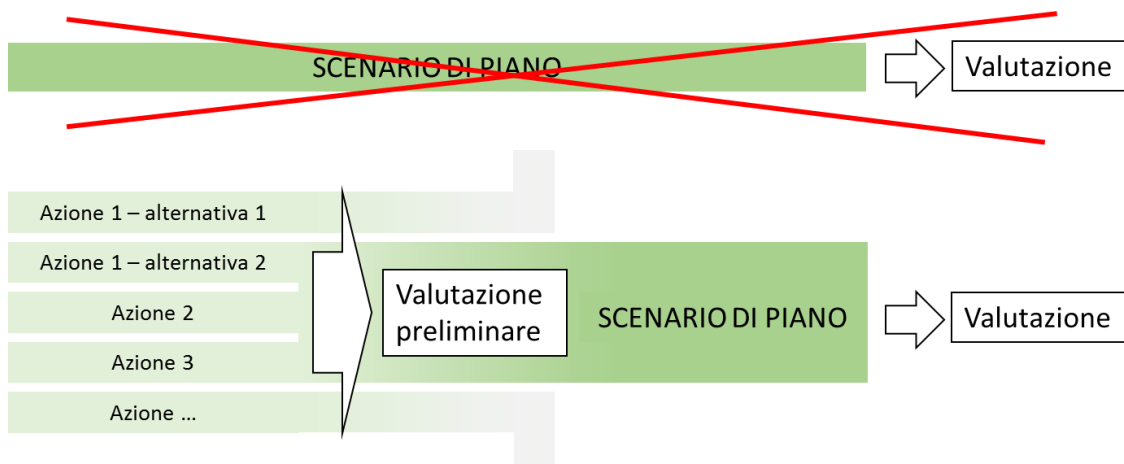 SCENARIO DI PIANO
Valutazione
Azione 1 – alternativa 1
Azione 1 – alternativa 2
Azione 2
Azione 3
Azione ...
Valutazione
preliminare
SCENARIO DI PIANO
Valutazione